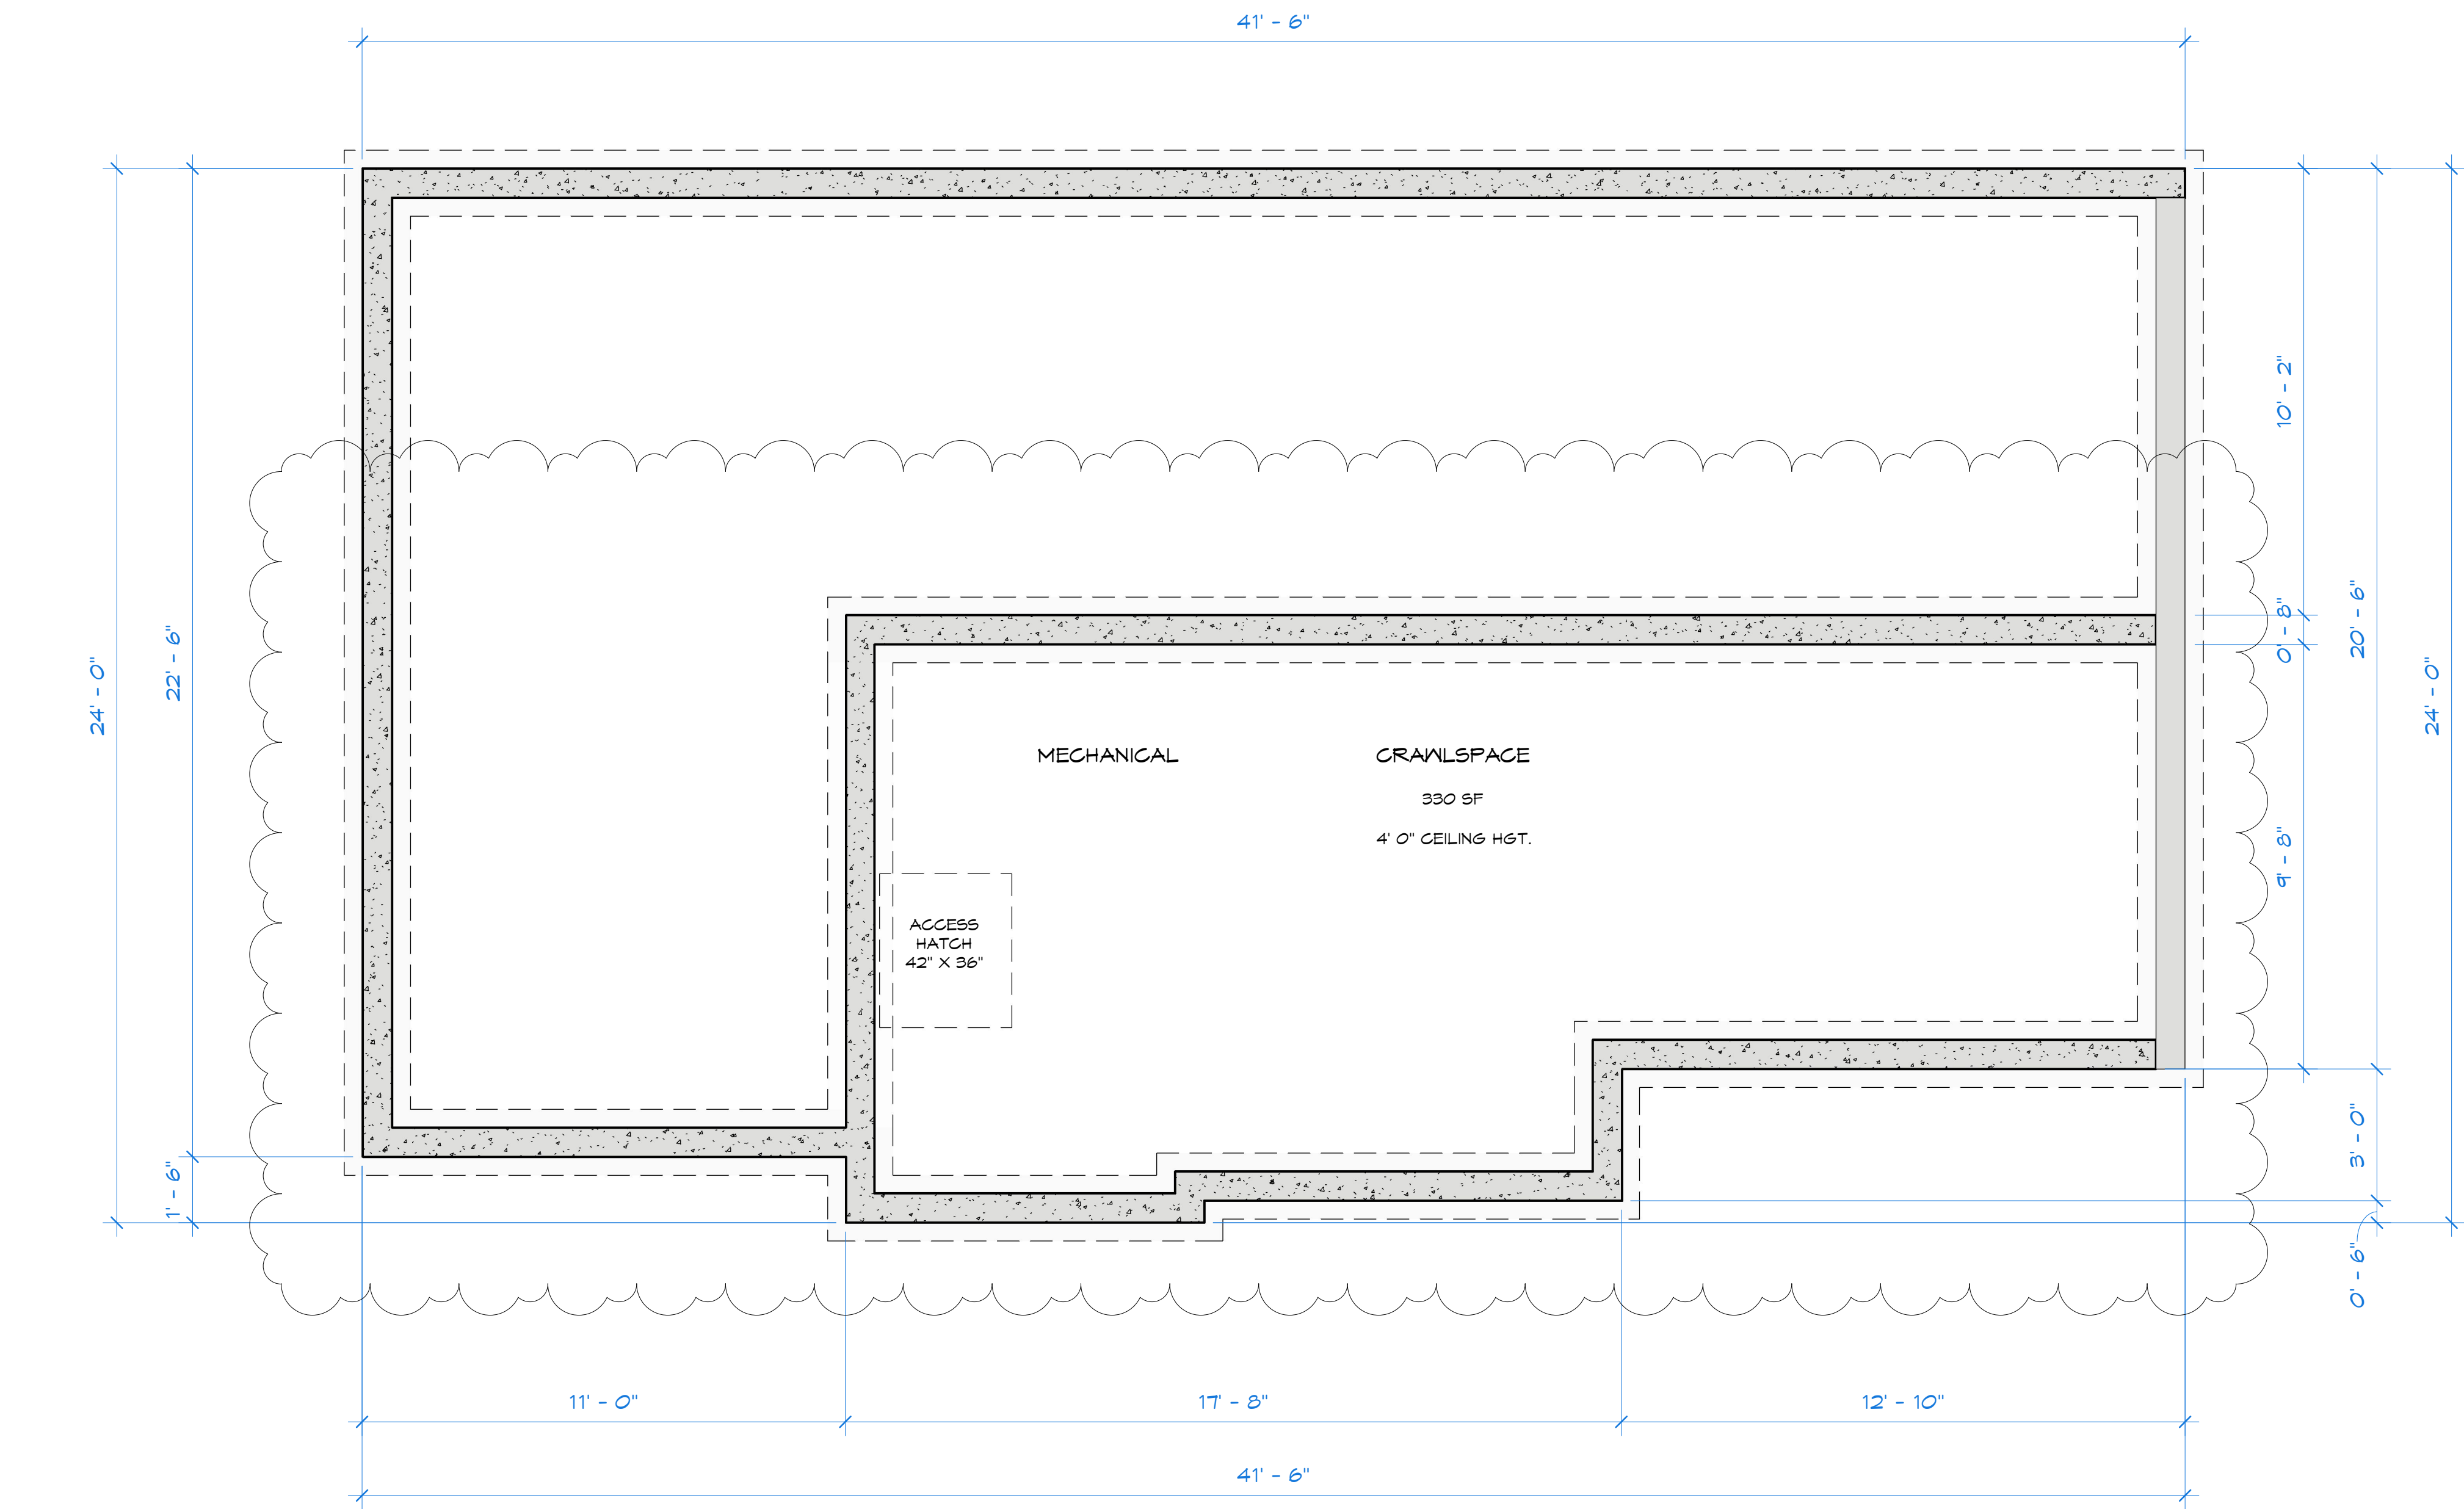 41' - 6"
10' - 2"
0' - 8"
20' - 6"
22' - 6"
24' - 0"
24' - 0"
MECHANICAL
CRAWLSPACE
330 SF
4' 0" CEILING HGT.
9' - 8"
ACCESS
HATCH
42" X 36"
3' - 0"
1' - 6"
0' - 6"
11' - 0"
17' - 8"
12' - 10"
41' - 6"